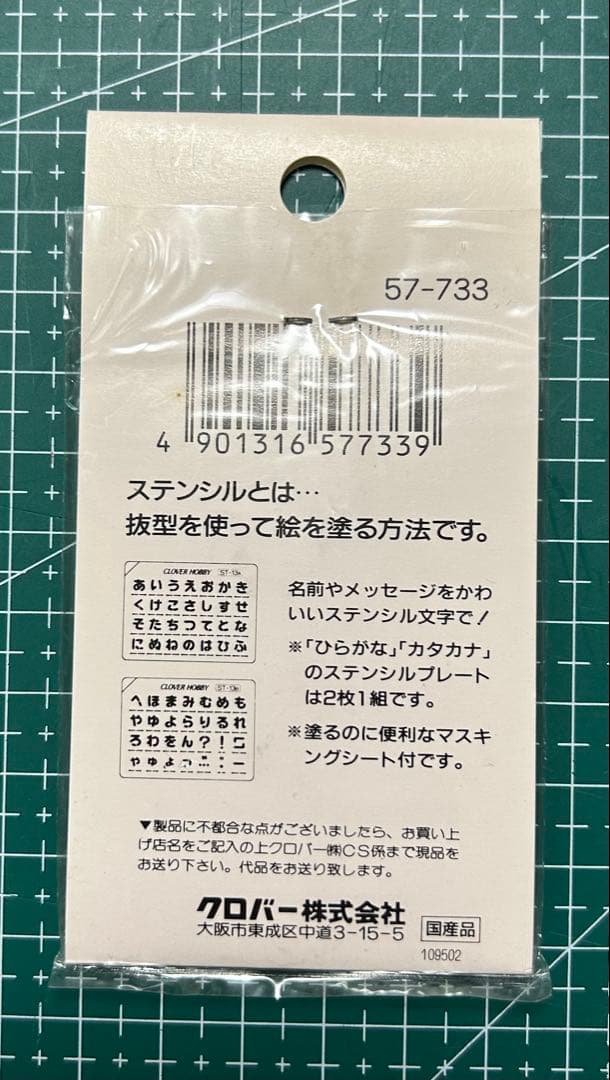 57-733
4 901316 577339
ステンシルとは…
抜型を使って絵を塗る方法です。
CLOVER HOBBY ST-13A
あいうえおかき
くけこさしすせ
そたちつてとな
にぬねのはひふ
CLOVER HOBBY ST-13B
へほまみむめも
やゆよらりるれ
ろわをん?!
ゃゅょっ
名前やメッセージをかわ
いいステンシル文字で!
※「ひらがな」「カタカナ」
のステンシルプレート
は2枚1組です。
※塗るのに便利なマスキ
ングシート付です。
▼製品に不都合な点がございましたら、お買い上
げ店名をご記入の上クロバー㈱CS係まで現品を
お送り下さい。代品をお送り致します。
クロバー株式会社
大阪市東成区中道3-15-5 国産品
109502